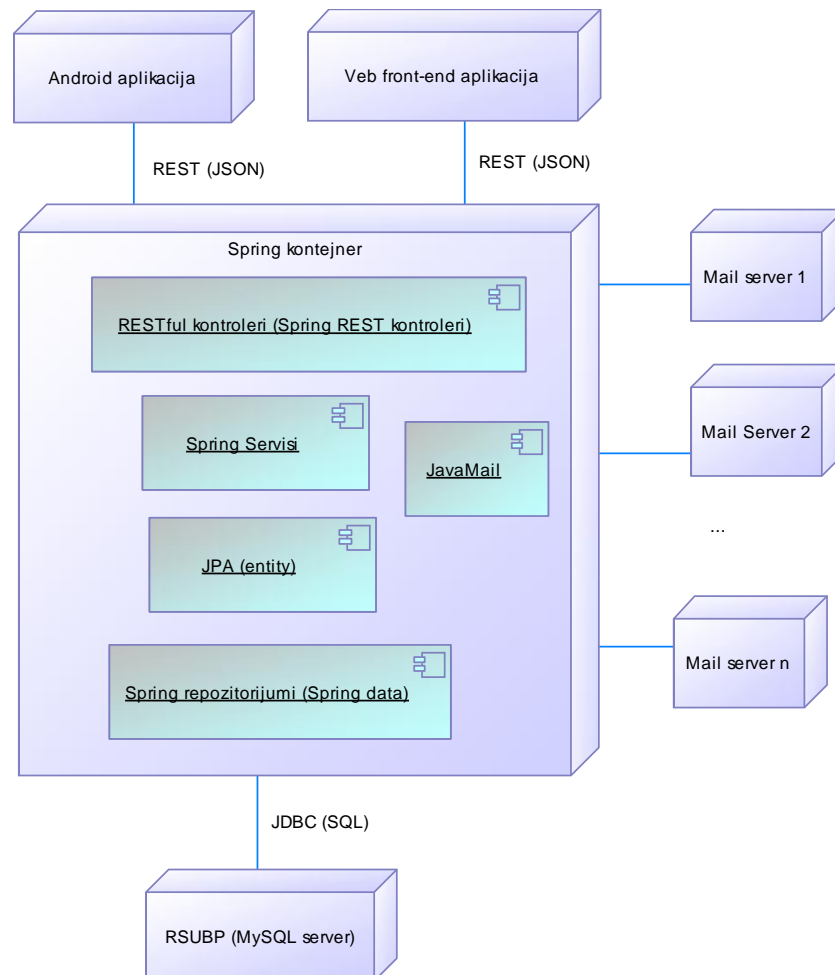 Android aplikacija
Veb front-end aplikacija
REST (JSON)
REST (JSON)
Spring kontejner
RESTful kontroleri (Spring REST kontroleri)
Mail server 1
Spring Servisi
JavaMail
Mail Server 2
...
JPA (entity)
Mail server n
Spring repozitorijumi (Spring data)
JDBC (SQL)
RSUBP (MySQL server)